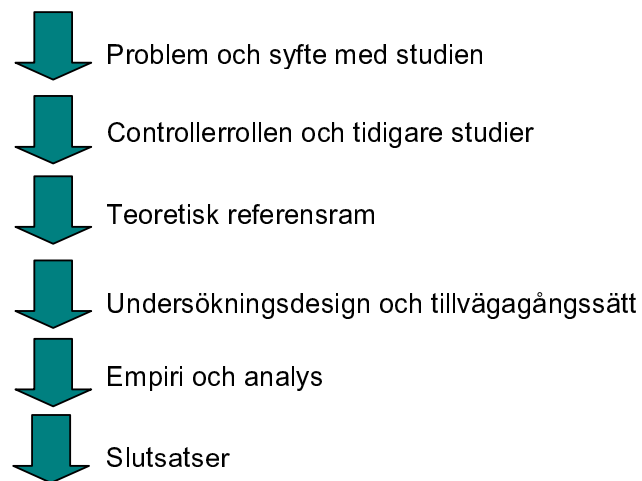 Problem och syfte med studien
Controllerrollen och tidigare studier
Teoretisk referensram
Undersökningsdesign och tillvägagångssätt
Empiri och analys
Slutsatser